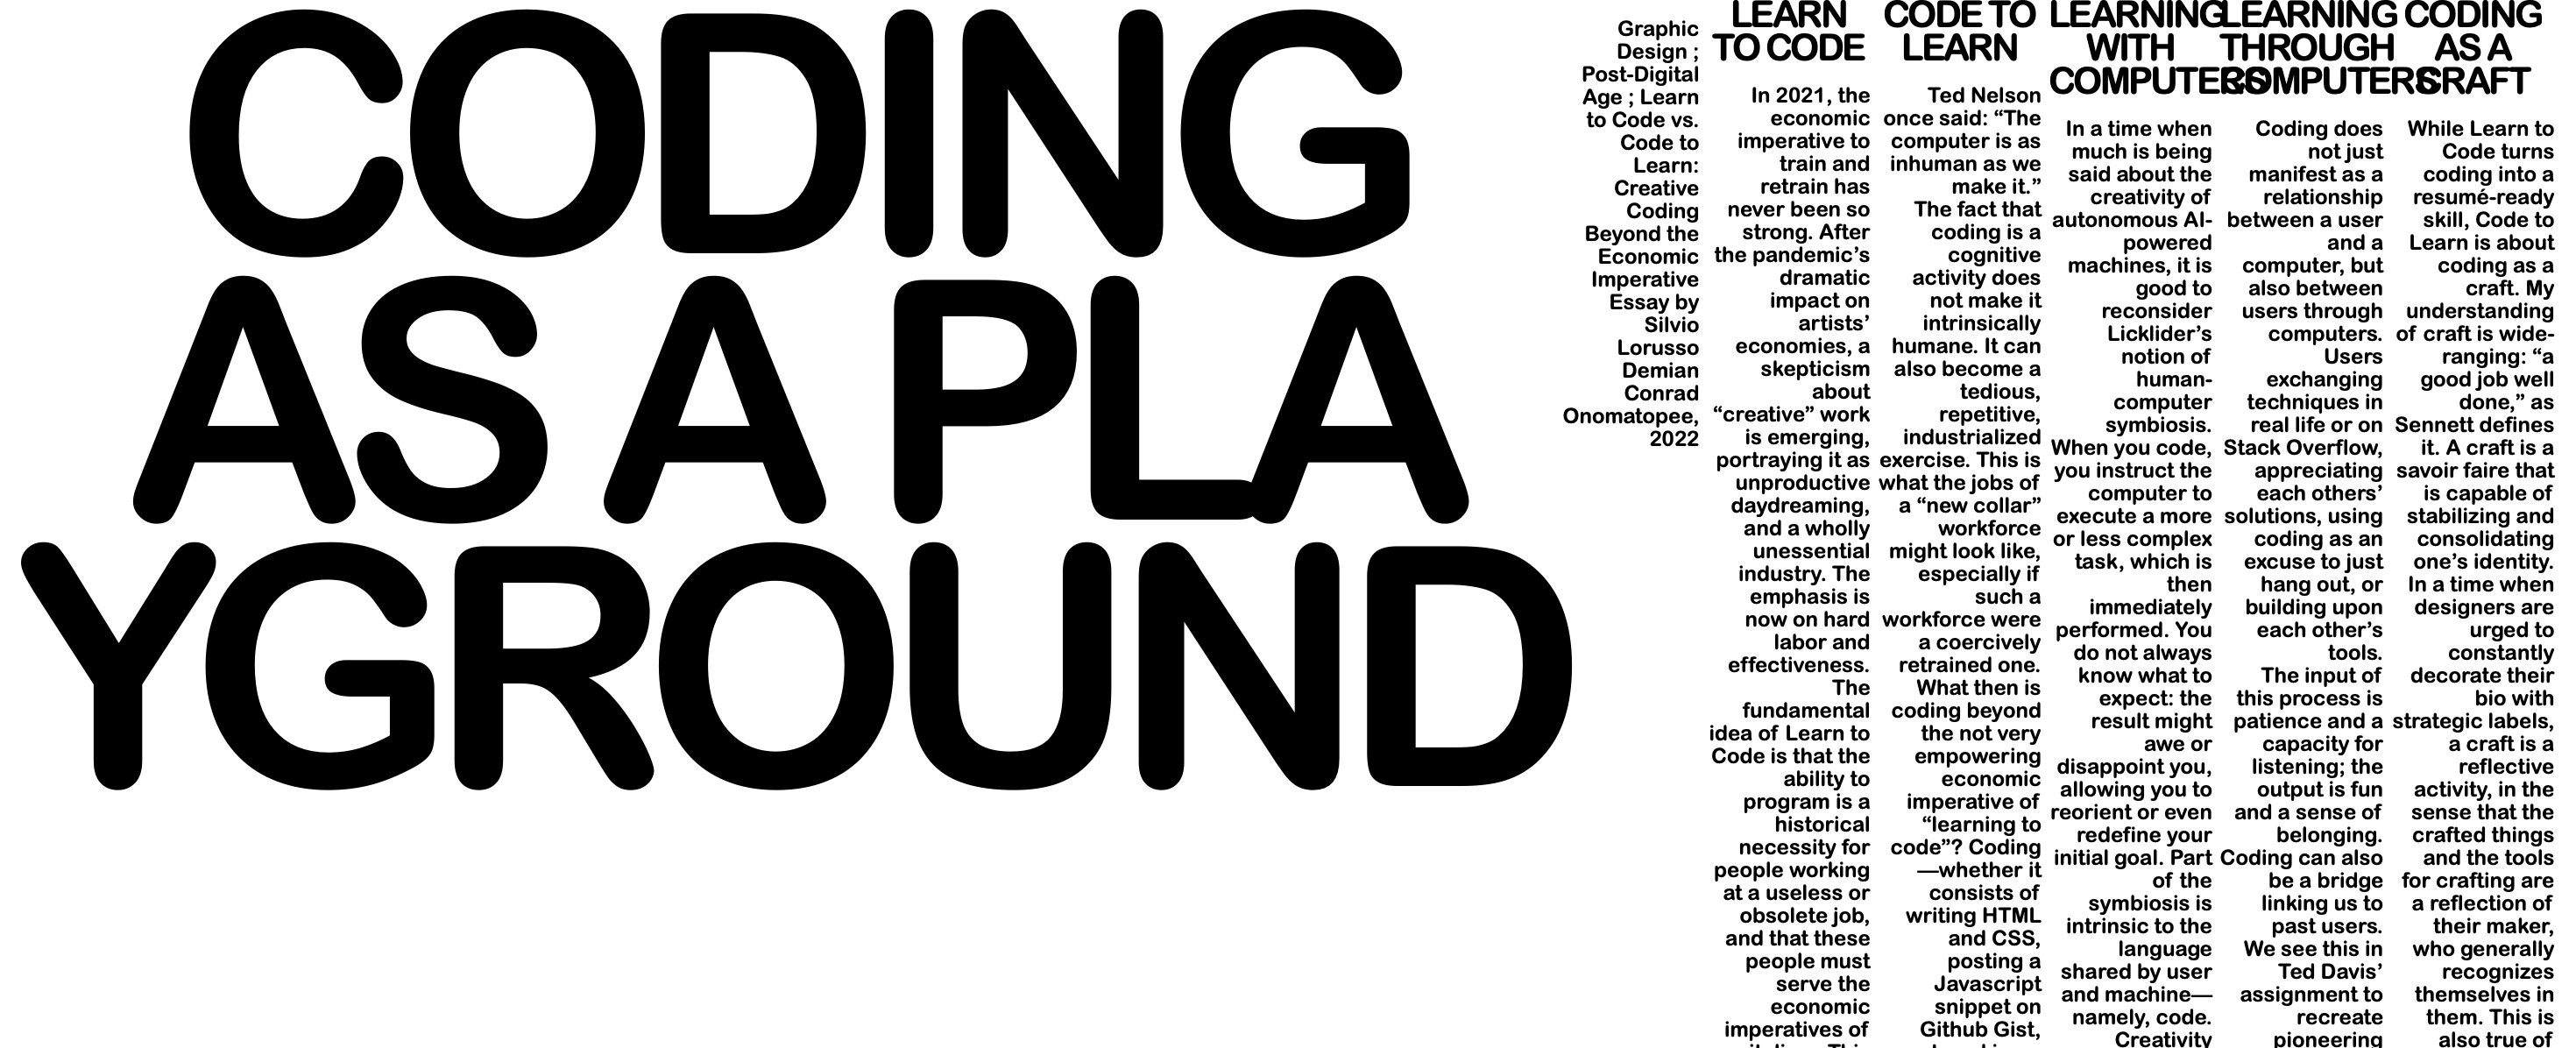 CODING
AS A PLA
YGROUND
Graphic
Design ;
Post-Digital
Age ; Learn
to Code vs.
Code to
Learn:
Creative
Coding
Beyond the
Economic
Imperative
Essay by
Silvio
Lorusso
Demian
Conrad
Onomatopee,
2022
LEARN
TO CODE
In 2021, the
economic
imperative to
train and
retrain has
never been so
strong. After
the pandemic’s
dramatic
impact on
artists’
economies, a
skepticism
about
“creative” work
is emerging,
portraying it as
unproductive
daydreaming,
and a wholly
unessential
industry. The
emphasis is
now on hard
labor and
effectiveness.
The
fundamental
idea of Learn to
Code is that the
ability to
program is a
historical
necessity for
people working
at a useless or
obsolete job,
and that these
people must
serve the
economic
imperatives of
CODE TO
LEARN
Ted Nelson
once said: “The
computer is as
inhuman as we
make it.”
The fact that
coding is a
cognitive
activity does
not make it
intrinsically
humane. It can
also become a
tedious,
repetitive,
industrialized
exercise. This is
what the jobs of
a “new collar”
workforce
might look like,
especially if
such a
workforce were
a coercively
retrained one.
What then is
coding beyond
the not very
empowering
economic
imperative of
“learning to
code”? Coding
—whether it
consists of
writing HTML
and CSS,
posting a
Javascript
snippet on
Github Gist,
LEARNING
WITH
COMPUTERS
In a time when
much is being
said about the
creativity of
autonomous AI-
powered
machines, it is
good to
reconsider
Licklider’s
notion of
human-
computer
symbiosis.
When you code,
you instruct the
computer to
execute a more
or less complex
task, which is
then
immediately
performed. You
do not always
know what to
expect: the
result might
awe or
disappoint you,
allowing you to
reorient or even
redefine your
initial goal. Part
of the
symbiosis is
intrinsic to the
language
shared by user
and machine—
namely, code.
Creativity
LEARNING
THROUGH
COMPUTERS
Coding does
not just
manifest as a
relationship
between a user
and a
computer, but
also between
users through
computers.
Users
exchanging
techniques in
real life or on
Stack Overflow,
appreciating
each others’
solutions, using
coding as an
excuse to just
hang out, or
building upon
each other’s
tools.
The input of
this process is
patience and a
capacity for
listening; the
output is fun
and a sense of
belonging.
Coding can also
be a bridge
linking us to
past users.
We see this in
Ted Davis’
assignment to
recreate
pioneering
CODING
AS A
CRAFT
While Learn to
Code turns
coding into a
resumé-ready
skill, Code to
Learn is about
coding as a
craft. My
understanding
of craft is wide-
ranging: “a
good job well
done,” as
Sennett defines
it. A craft is a
savoir faire that
is capable of
stabilizing and
consolidating
one’s identity.
In a time when
designers are
urged to
constantly
decorate their
bio with
strategic labels,
a craft is a
reflective
activity, in the
sense that the
crafted things
and the tools
for crafting are
a reflection of
their maker,
who generally
recognizes
themselves in
them. This is
also true of